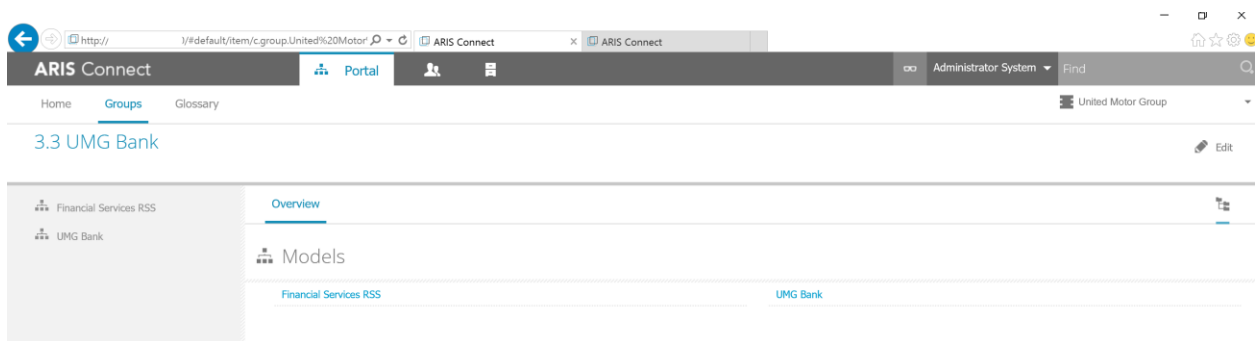 http://
)/#default/item/c.group.United%20Motor'
ARIS Connect
ARIS Connect
ARIS Connect
Portal
Administrator System
Find
Home
Groups
Glossary
United Motor Group
3.3 UMG Bank
Edit
Financial Services RSS
UMG Bank
Overview
Models
Financial Services RSS
UMG Bank